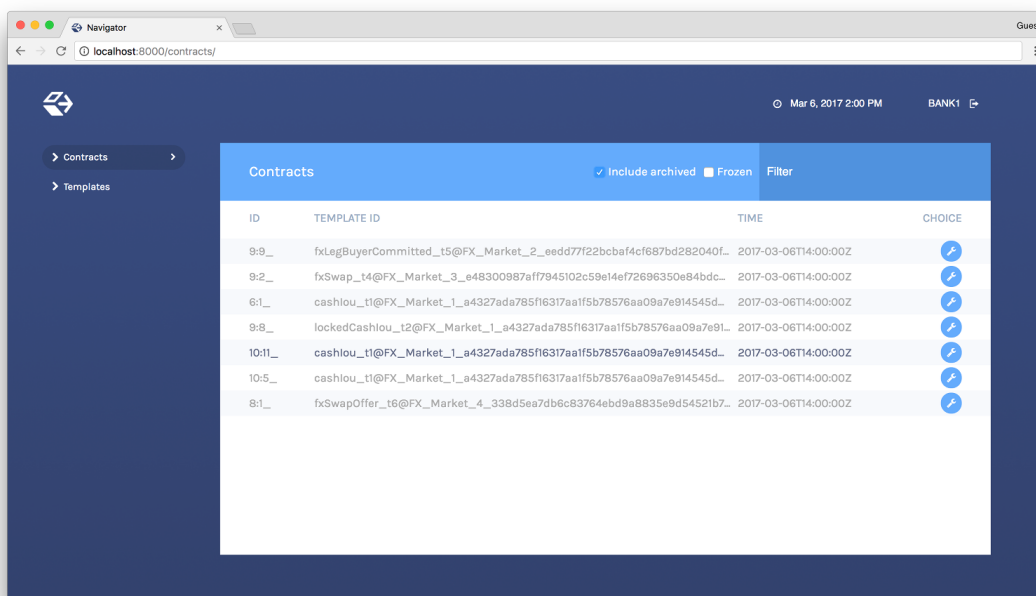 Navigator
Gues
localhost:8000/contracts/
Mar 6, 2017 2:00 PM BANK1
Contracts
Templates
Contracts Include archived Frozen Filter
ID TEMPLATE ID TIME CHOICE
9:9_ fxLegBuyerCommitted_t5@FX_Market_2_eedd77f22bcbaf4cf687bd282040f... 2017-03-06T14:00:00Z
9:2_ fxSwap_t4@FX_Market_3_e48300987aff7945102c59e14ef72696350e84bdc... 2017-03-06T14:00:00Z
6:1_ cashIou_t1@FX_Market_1_a4327ada785f16317aa1f5b78576aa09a7e914545d... 2017-03-06T14:00:00Z
9:8_ lockedCashIou_t2@FX_Market_1_a4327ada785f16317aa1f5b78576aa09a7e91... 2017-03-06T14:00:00Z
10:11_ cashIou_t1@FX_Market_1_a4327ada785f16317aa1f5b78576aa09a7e914545d... 2017-03-06T14:00:00Z
10:5_ cashIou_t1@FX_Market_1_a4327ada785f16317aa1f5b78576aa09a7e914545d... 2017-03-06T14:00:00Z
8:1_ fxSwapOffer_t6@FX_Market_4_338d5ea7db6c83764ebd9a8835e9d54521b7... 2017-03-06T14:00:00Z